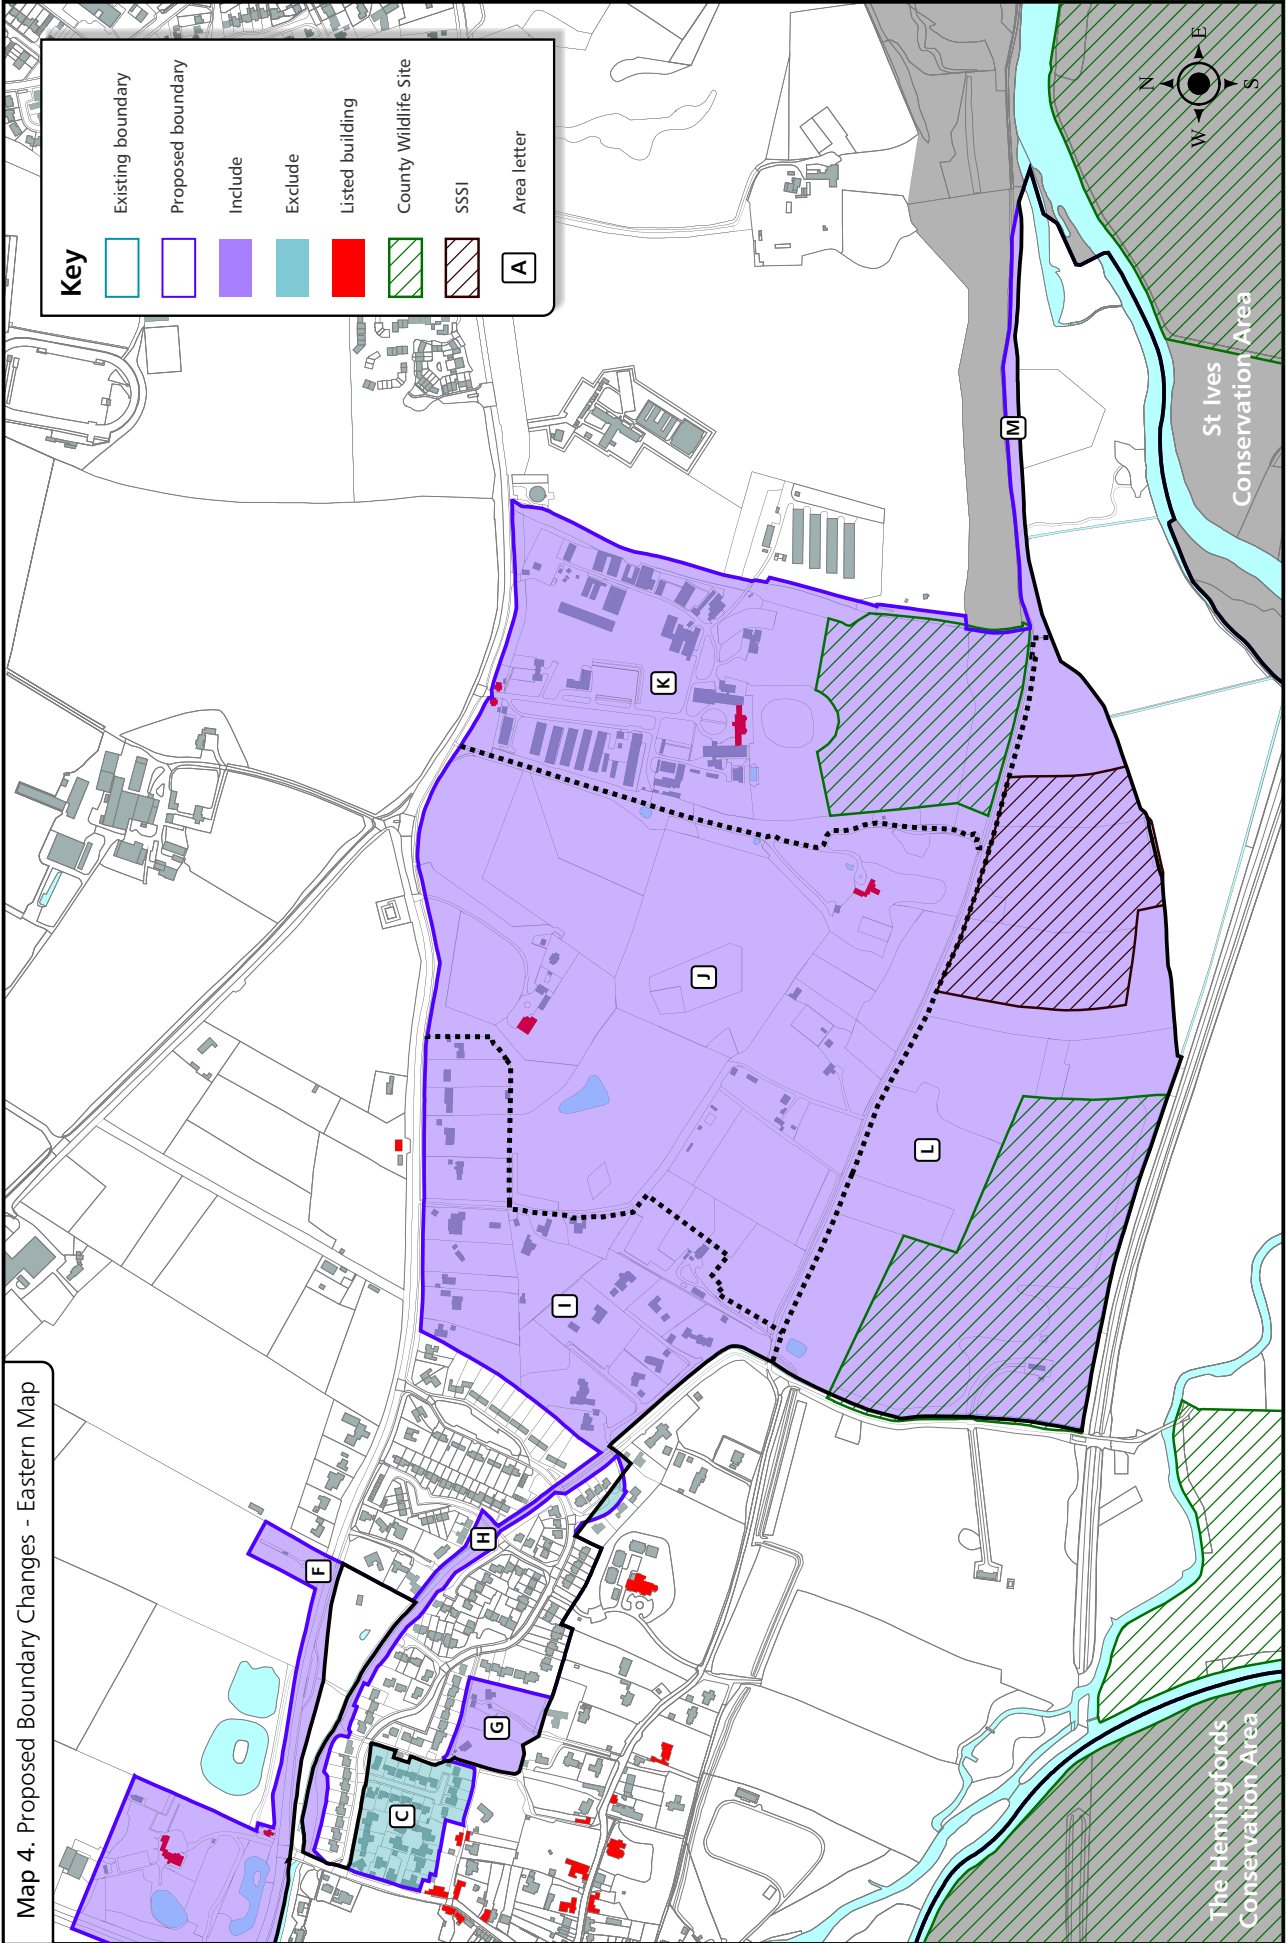 Map 4. Proposed Boundary Changes - Eastern Map
Key
Existing boundary
Proposed boundary
Include
Exclude
Listed building
County Wildlife Site
SSSI
A
Area letter
N
W
E
S
F
H
G
C
I
J
K
L
M
St Ives
Conservation Area
The Hemingfords
Conservation Area